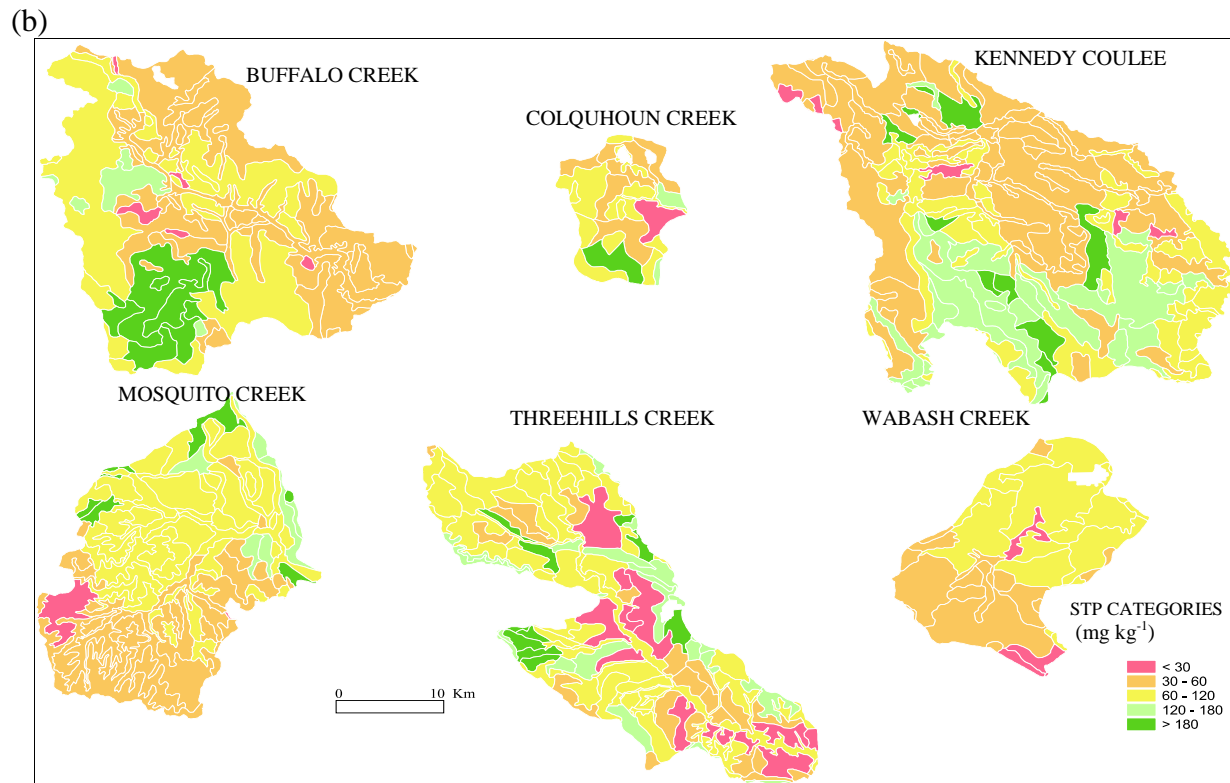 (b)
BUFFALO CREEK
COLQUHOUN CREEK
KENNEDY COULEE
MOSQUITO CREEK
THREEHILLS CREEK
WABASH CREEK
STP CATEGORIES
(mg kg-1)
< 30
30 - 60
60 - 120
120 - 180
> 180
0 10 Km